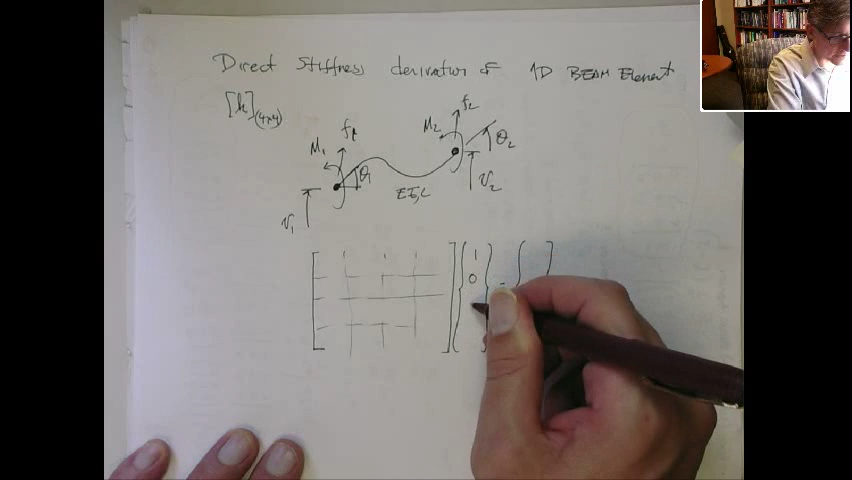 Direct Stiffness derivation of 1D BEAM Element
[k](4x4)
M1 f1 θ1 v1
EI, L
M2 f2 θ2 v2
1
0